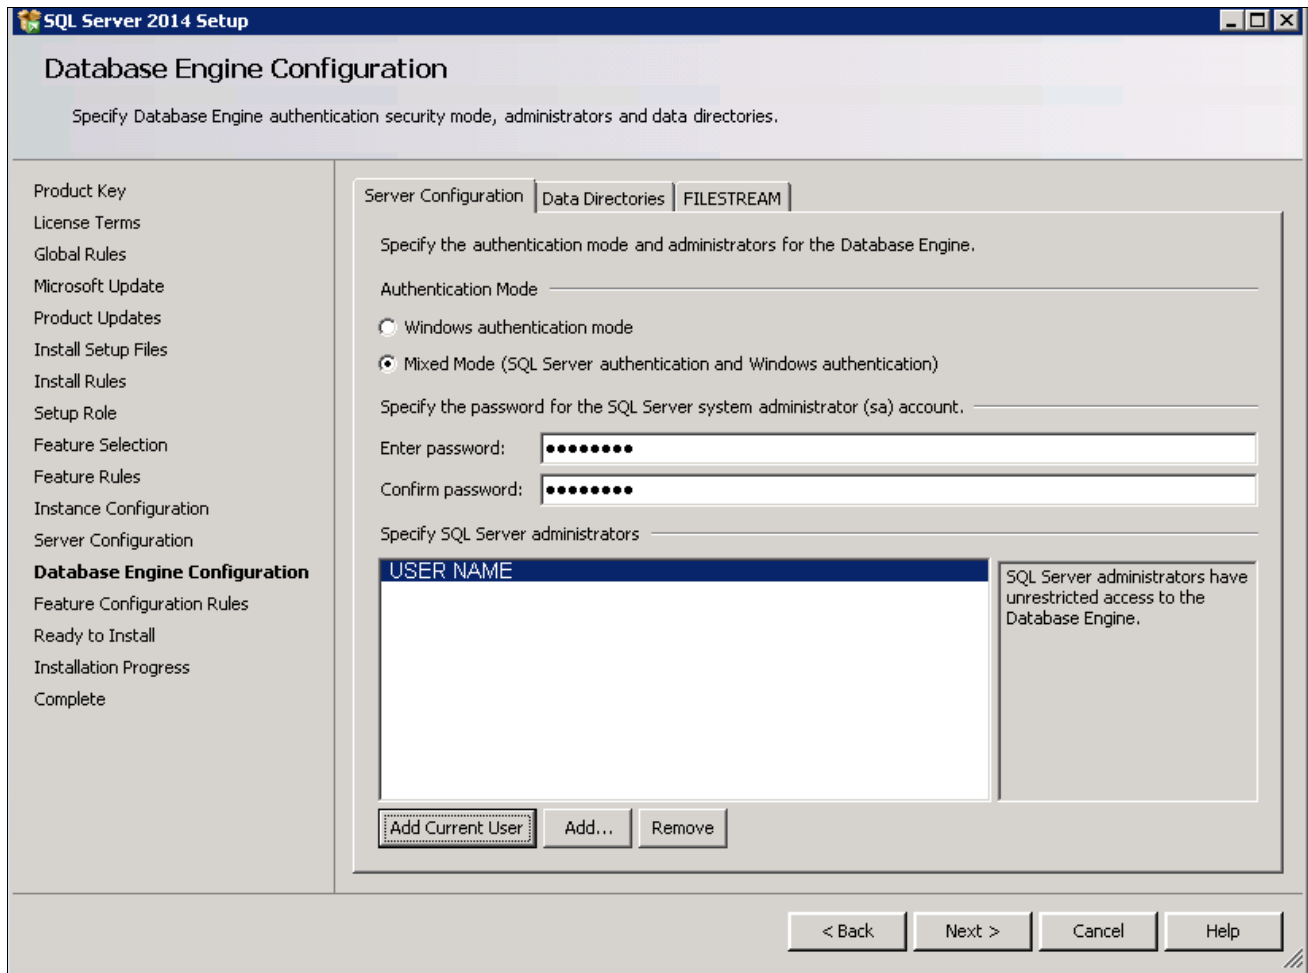 SQL Server 2014 Setup
Database Engine Configuration
Specify Database Engine authentication security mode, administrators and data directories.
Product Key
License Terms
Global Rules
Microsoft Update
Product Updates
Install Setup Files
Install Rules
Setup Role
Feature Selection
Feature Rules
Instance Configuration
Server Configuration
Database Engine Configuration
Feature Configuration Rules
Ready to Install
Installation Progress
Complete
Server Configuration Data Directories FILESTREAM
Specify the authentication mode and administrators for the Database Engine.
Authentication Mode
Windows authentication mode
Mixed Mode (SQL Server authentication and Windows authentication)
Specify the password for the SQL Server system administrator (sa) account.
Enter password: ●●●●●●●●
Confirm password: ●●●●●●●●
Specify SQL Server administrators
USER NAME
SQL Server administrators have
unrestricted access to the
Database Engine.
Add Current User Add... Remove
< Back Next > Cancel Help